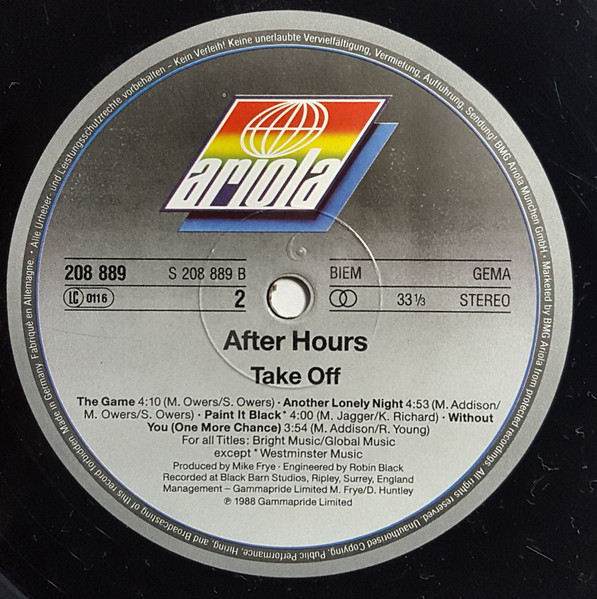 ariola
208 889 S 208 889 B BIEM GEMA
LC 0116 2 33 1/3 STEREO
After Hours
Take Off
The Game 4:10 (M. Owers/S. Owers) · Another Lonely Night 4:53 (M. Addison/
M. Owers/S. Owers) · Paint It Black* 4:00 (M. Jagger/K. Richard) · Without
You (One More Chance) 3:54 (M. Addison/R. Young)
For all Titles: Bright Music/Global Music
except * Westminster Music
Produced by Mike Frye · Engineered by Robin Black
Recorded at Black Barn Studios, Ripley, Surrey, England
Management – Gammapride Limited M. Frye/D. Huntley
℗ 1988 Gammapride Limited
Made in Germany Fabriqué en Allemagne. • Alle Urheber- und Leistungsschutzrechte vorbehalten – Kein Verleih! Keine unerlaubte Vervielfältigung, Vermietung, Aufführung, Sendung! BMG Ariola München GmbH • Marketed by BMG Ariola from protected recordings. All rights reserved. Unauthorised Copying, Public Performance, Hiring, and Broadcasting of this record forbidden.